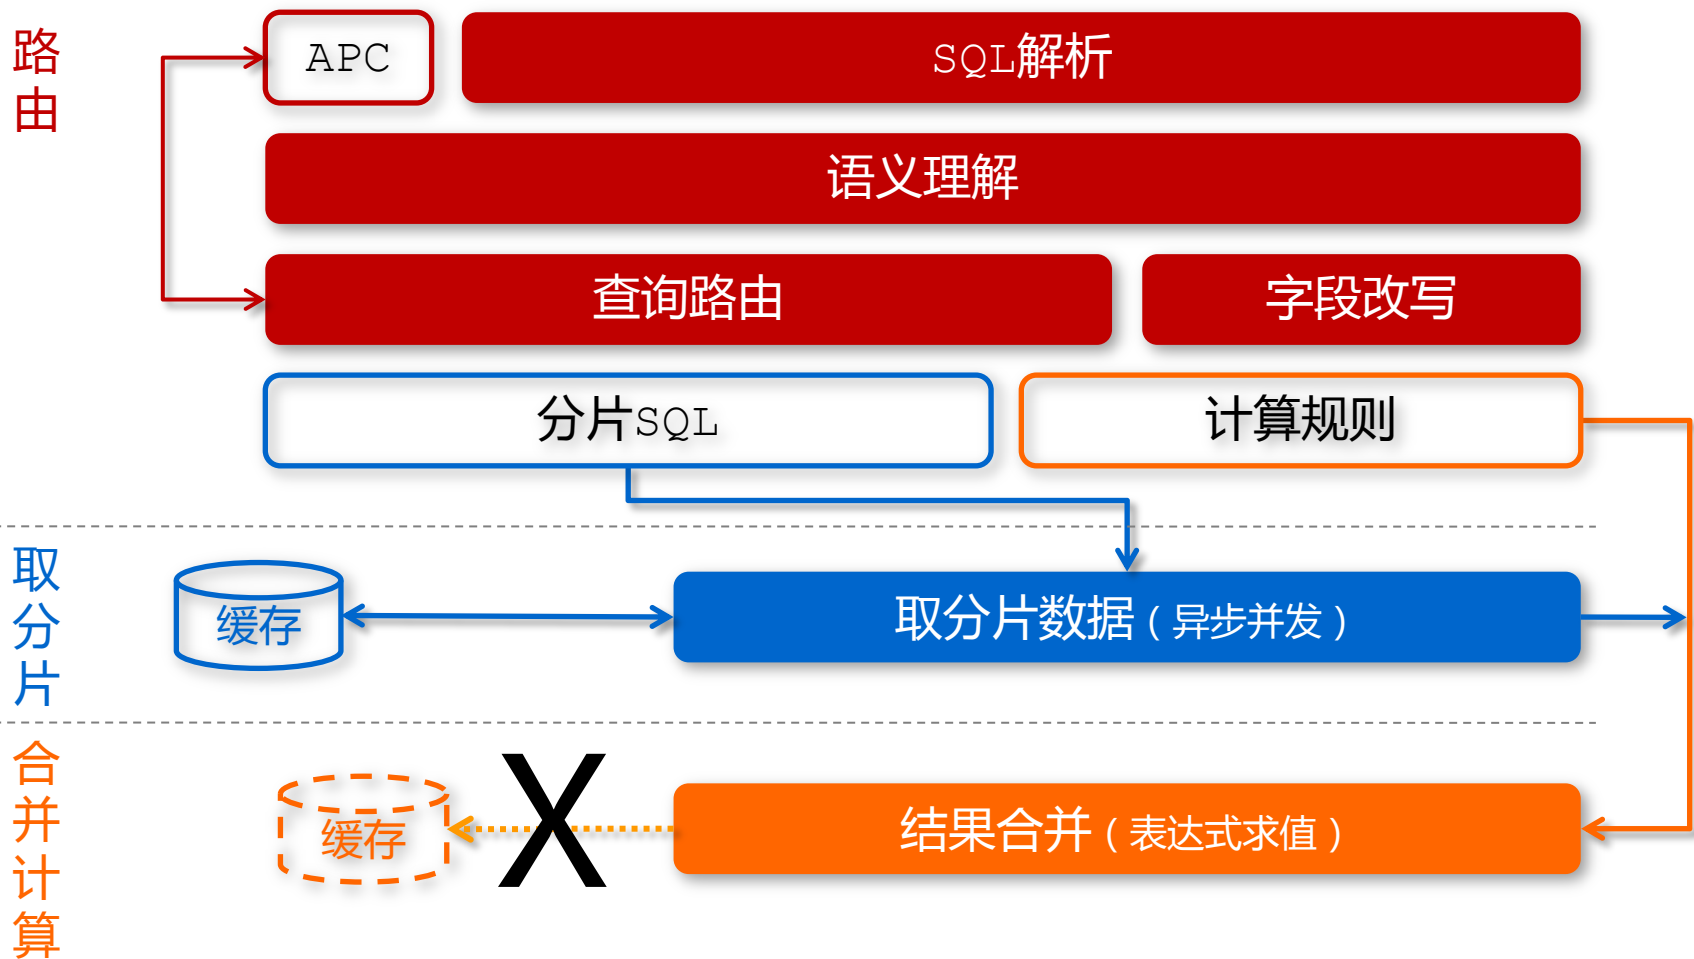 路由
APC
SQL解析
语义理解
查询路由
字段改写
分片SQL
计算规则
取分片
缓存
取分片数据（异步并发）
合并计算
缓存
X
结果合并（表达式求值）